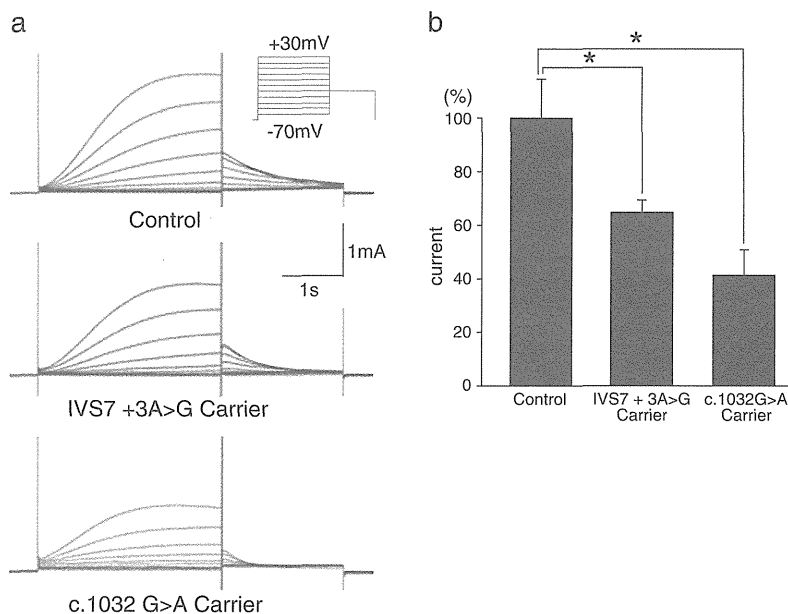 a
+30mV
-70mV
Control
1mA
1s
IVS7 +3A>G Carrier
c.1032 G>A Carrier
b
(%)
*
*
100
80
60
40
20
0
current
Control
IVS7 + 3A>G
Carrier
c.1032G>A
Carrier